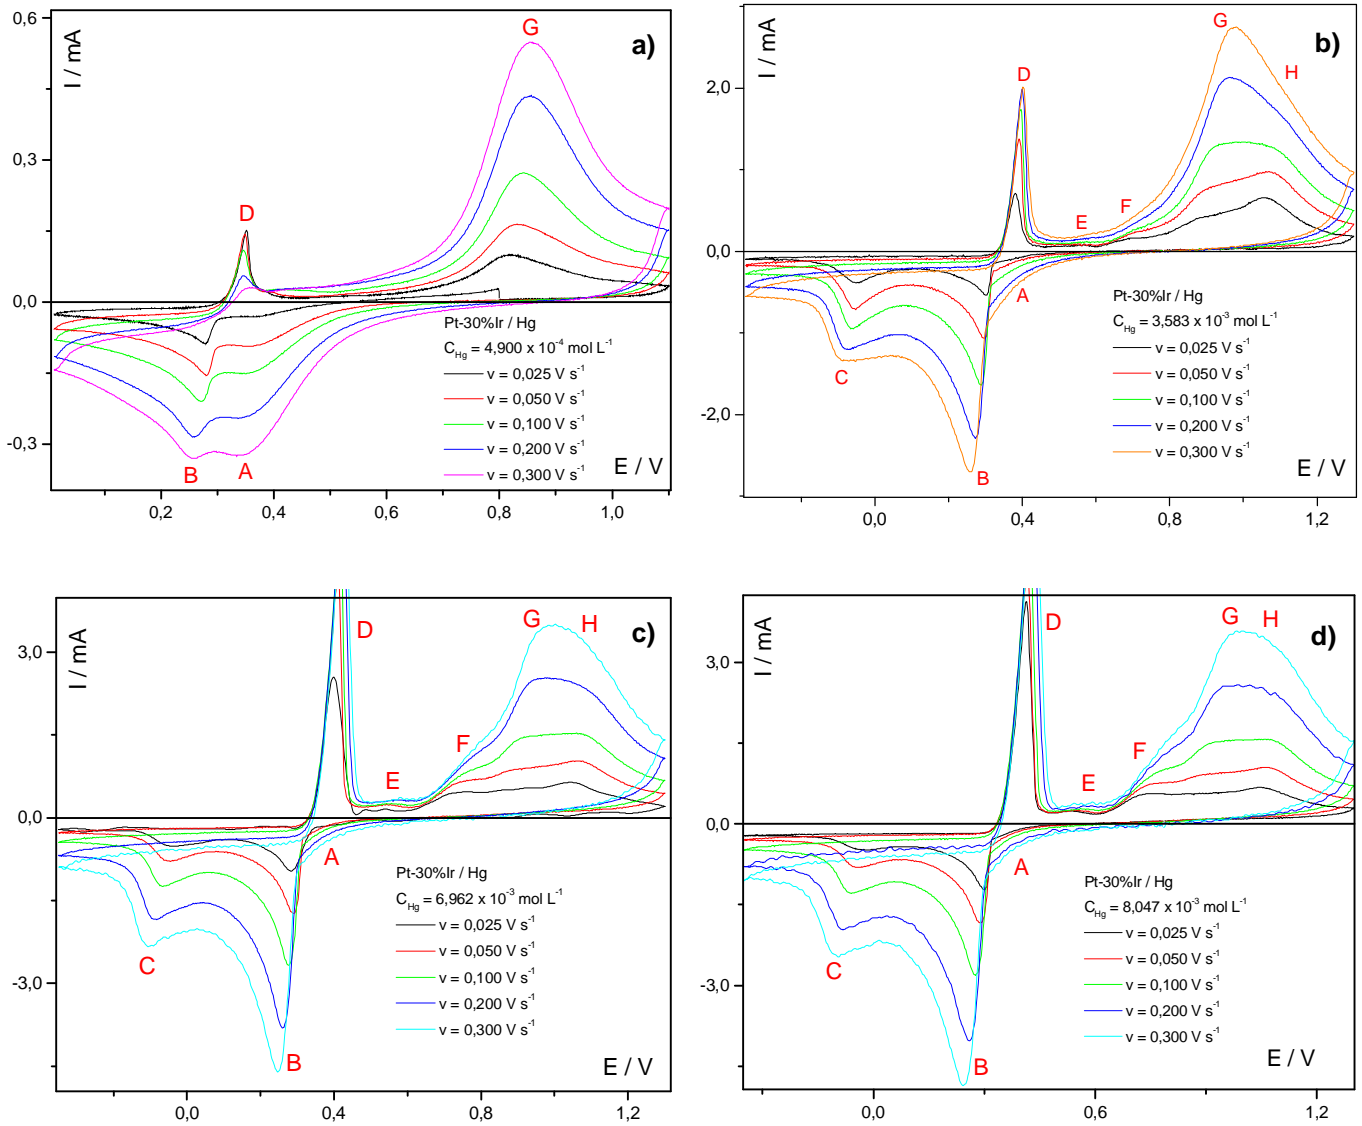 a)
I / mA
0,6
0,3
0,0
-0,3
G
D
B
A
Pt-30%Ir / Hg
C_Hg = 4,900 x 10⁻⁴ mol L⁻¹
v = 0,025 V s⁻¹
v = 0,050 V s⁻¹
v = 0,100 V s⁻¹
v = 0,200 V s⁻¹
v = 0,300 V s⁻¹
E / V
0,2 0,4 0,6 0,8 1,0
b)
I / mA
2,0
0,0
-2,0
G
H
D
E
F
A
C
B
Pt-30%Ir / Hg
C_Hg = 3,583 x 10⁻³ mol L⁻¹
v = 0,025 V s⁻¹
v = 0,050 V s⁻¹
v = 0,100 V s⁻¹
v = 0,200 V s⁻¹
v = 0,300 V s⁻¹
E / V
0,0 0,4 0,8 1,2
c)
I / mA
3,0
0,0
-3,0
D
G
H
F
E
A
C
B
Pt-30%Ir / Hg
C_Hg = 6,962 x 10⁻³ mol L⁻¹
v = 0,025 V s⁻¹
v = 0,050 V s⁻¹
v = 0,100 V s⁻¹
v = 0,200 V s⁻¹
v = 0,300 V s⁻¹
E / V
0,0 0,4 0,8 1,2
d)
I / mA
3,0
0,0
-3,0
D
G
H
F
E
A
C
B
Pt-30%Ir / Hg
C_Hg = 8,047 x 10⁻³ mol L⁻¹
v = 0,025 V s⁻¹
v = 0,050 V s⁻¹
v = 0,100 V s⁻¹
v = 0,200 V s⁻¹
v = 0,300 V s⁻¹
E / V
0,0 0,6 1,2